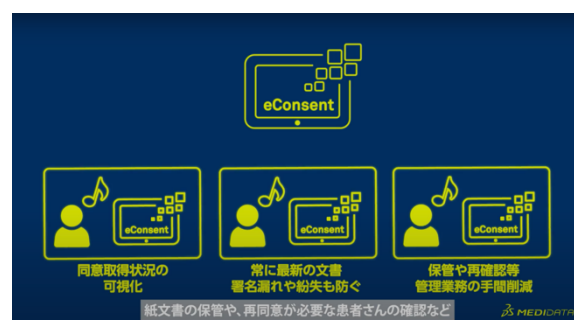 eConsent
eConsent
eConsent
eConsent
同意取得状況の
可視化
常に最新の文書
署名漏れや紛失も防ぐ
保管や再確認等
管理業務の手間削減
紙文書の保管や、再同意が必要な患者さんの確認など
MEDIDATA